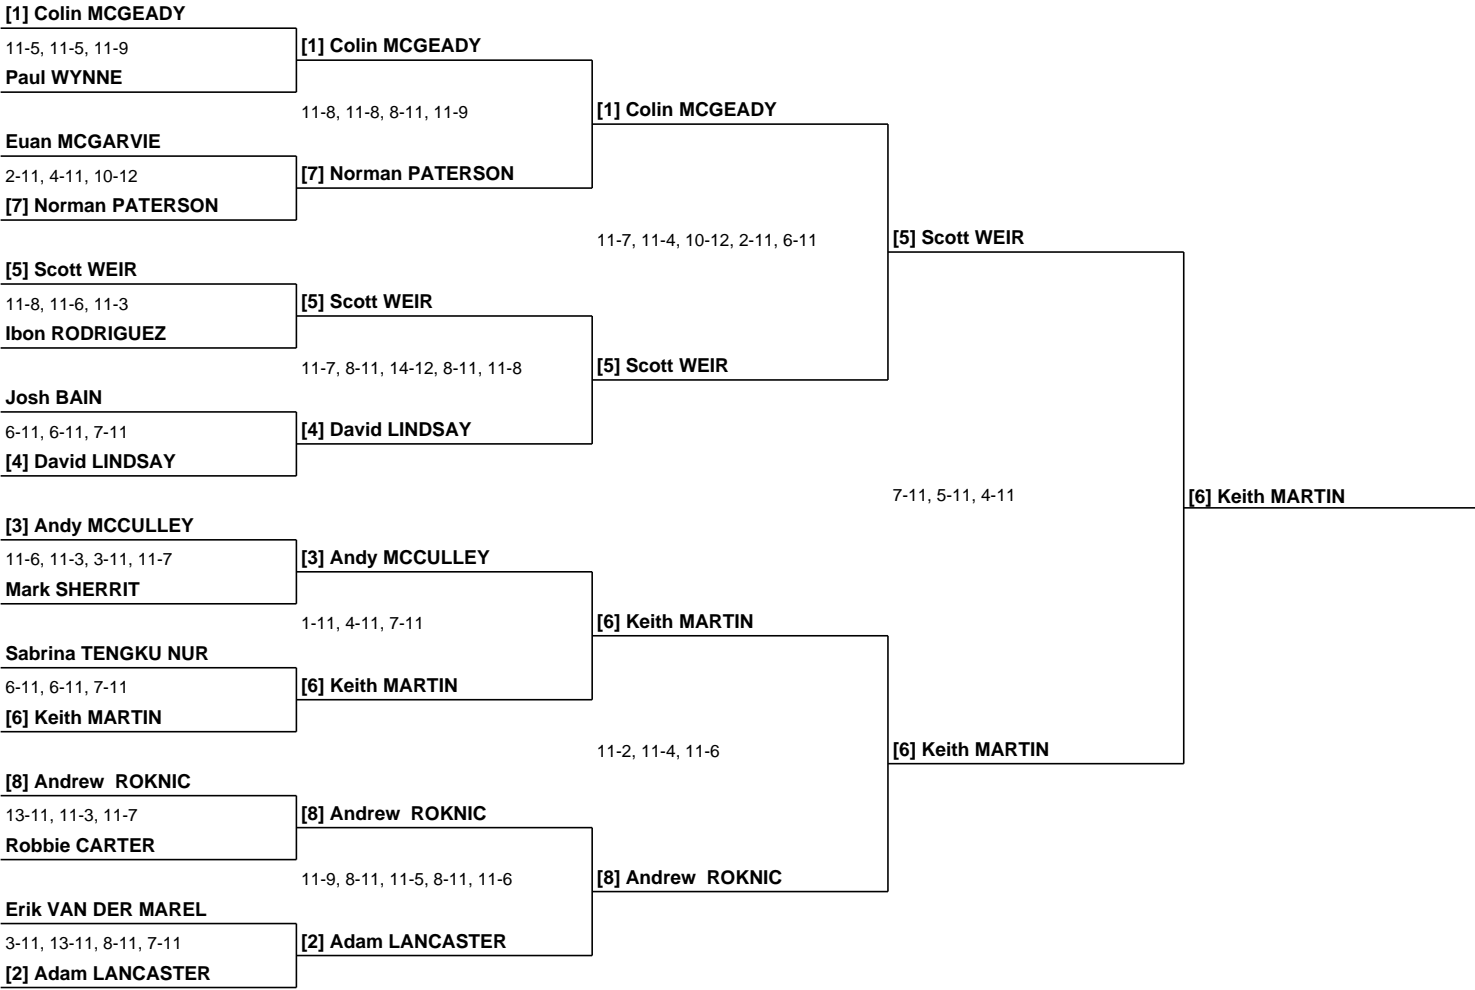 [1] Colin MCGEADY
11-5, 11-5, 11-9
Paul WYNNE
Euan MCGARVIE
2-11, 4-11, 10-12
[7] Norman PATERSON
[5] Scott WEIR
11-8, 11-6, 11-3
Ibon RODRIGUEZ
Josh BAIN
6-11, 6-11, 7-11
[4] David LINDSAY
[3] Andy MCCULLEY
11-6, 11-3, 3-11, 11-7
Mark SHERRIT
Sabrina TENGKU NUR
6-11, 6-11, 7-11
[6] Keith MARTIN
[8] Andrew  ROKNIC
13-11, 11-3, 11-7
Robbie CARTER
Erik VAN DER MAREL
3-11, 13-11, 8-11, 7-11
[2] Adam LANCASTER
[1] Colin MCGEADY
11-8, 11-8, 8-11, 11-9
[7] Norman PATERSON
[5] Scott WEIR
11-7, 8-11, 14-12, 8-11, 11-8
[4] David LINDSAY
[3] Andy MCCULLEY
1-11, 4-11, 7-11
[6] Keith MARTIN
[8] Andrew  ROKNIC
11-9, 8-11, 11-5, 8-11, 11-6
[2] Adam LANCASTER
[1] Colin MCGEADY
11-7, 11-4, 10-12, 2-11, 6-11
[5] Scott WEIR
[6] Keith MARTIN
11-2, 11-4, 11-6
[8] Andrew  ROKNIC
[5] Scott WEIR
7-11, 5-11, 4-11
[6] Keith MARTIN
[6] Keith MARTIN